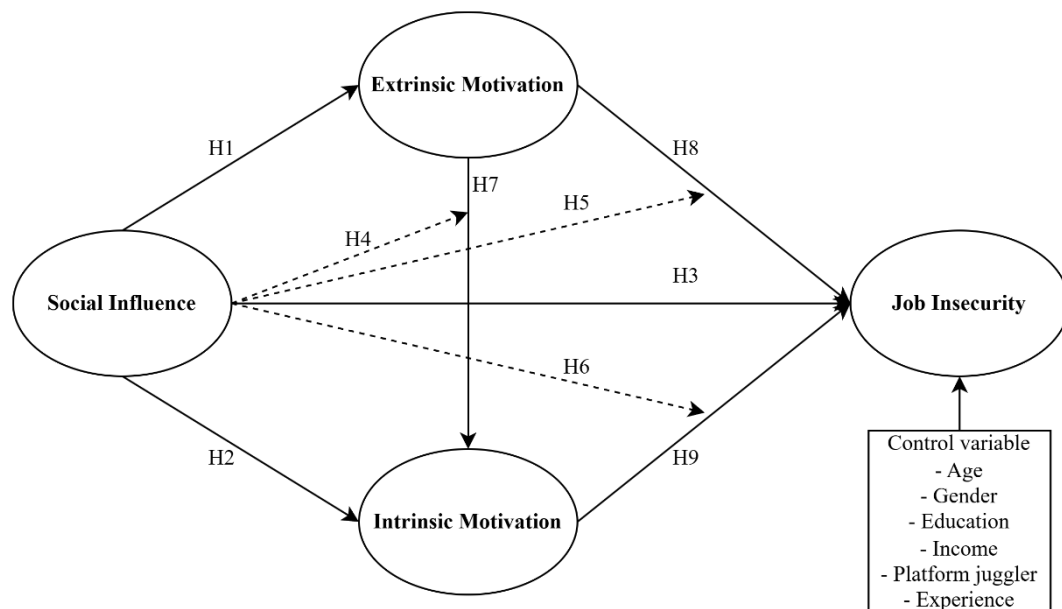 Extrinsic Motivation
H1
H8
H7
H5
H4
Social Influence
H3
Job Insecurity
H6
H2
H9
Intrinsic Motivation
Control variable
- Age
- Gender
- Education
- Income
- Platform juggler
- Experience